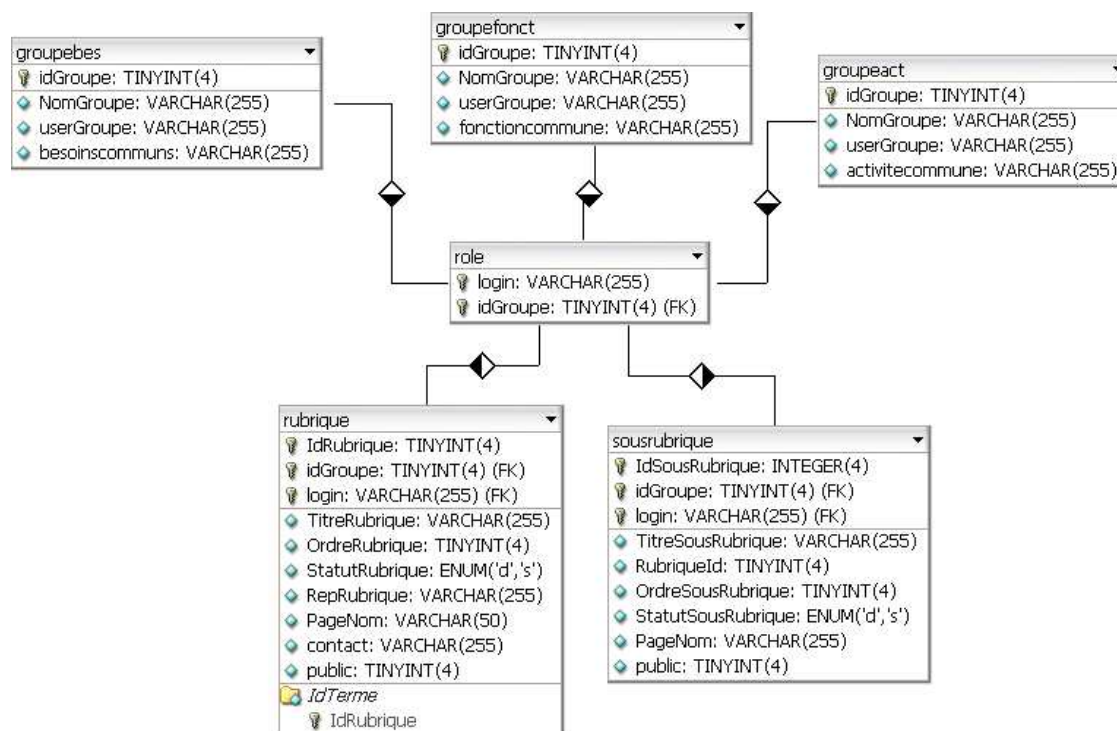 groupebes
idGroupe: TINYINT(4)
NomGroupe: VARCHAR(255)
userGroupe: VARCHAR(255)
besoinscommuns: VARCHAR(255)
groupefonct
idGroupe: TINYINT(4)
NomGroupe: VARCHAR(255)
userGroupe: VARCHAR(255)
fonctioncommune: VARCHAR(255)
groupeact
idGroupe: TINYINT(4)
NomGroupe: VARCHAR(255)
userGroupe: VARCHAR(255)
activitecommune: VARCHAR(255)
role
login: VARCHAR(255)
idGroupe: TINYINT(4) (FK)
rubrique
IdRubrique: TINYINT(4)
idGroupe: TINYINT(4) (FK)
login: VARCHAR(255) (FK)
TitreRubrique: VARCHAR(255)
OrdreRubrique: TINYINT(4)
StatutRubrique: ENUM('d','s')
RepRubrique: VARCHAR(255)
PageNom: VARCHAR(50)
contact: VARCHAR(255)
public: TINYINT(4)
IdTerme
IdRubrique
sousrubrique
IdSousRubrique: INTEGER(4)
idGroupe: TINYINT(4) (FK)
login: VARCHAR(255) (FK)
TitreSousRubrique: VARCHAR(255)
RubriqueId: TINYINT(4)
OrdreSousRubrique: TINYINT(4)
StatutSousRubrique: ENUM('d','s')
PageNom: VARCHAR(255)
public: TINYINT(4)